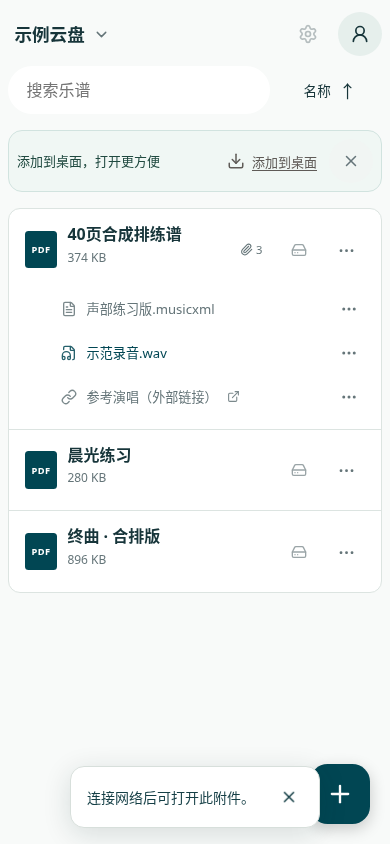 示例云盘
搜索乐谱
名称 ↑
添加到桌面，打开更方便
添加到桌面
PDF
40页合成排练谱
374 KB
3
声部练习版.musicxml
示范录音.wav
参考演唱（外部链接）
PDF
晨光练习
280 KB
PDF
终曲 · 合排版
896 KB
连接网络后可打开此附件。